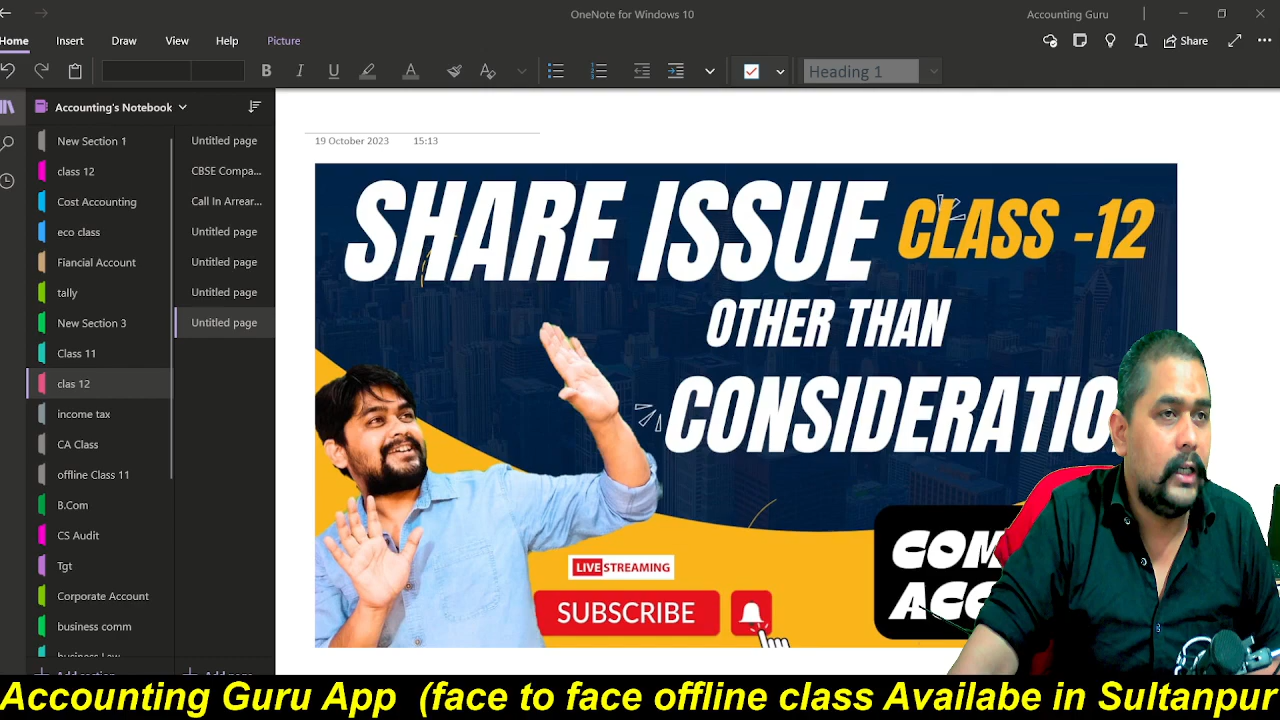 OneNote for Windows 10
Accounting Guru
Home Insert Draw View Help Picture
Share
B I U A Heading 1
Accounting's Notebook
New Section 1
class 12
Cost Accounting
eco class
Fiancial Account
tally
New Section 3
Class 11
clas 12
income tax
CA Class
offline Class 11
B.Com
CS Audit
Tgt
Corporate Account
business comm
business Law
Untitled page
CBSE Compa...
Call In Arrear...
Untitled page
Untitled page
Untitled page
Untitled page
19 October 2023 15:13
SHARE ISSUE CLASS -12
OTHER THAN
CONSIDERATIO
LIVE STREAMING
SUBSCRIBE
COM
ACC
Accounting Guru App (face to face offline class Availabe in Sultanpur